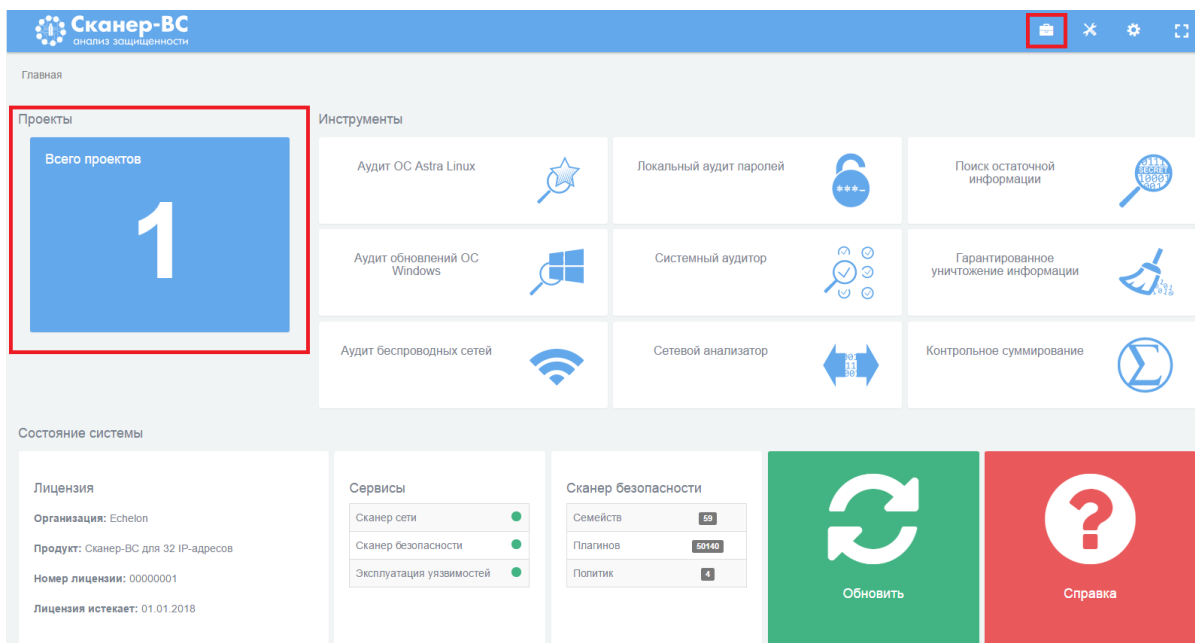 Сканер-ВС
анализ защищенности
Главная
Проекты
Всего проектов
1
Инструменты
Аудит ОС Astra Linux
Локальный аудит паролей
***_
Поиск остаточной
информации
SECRET
Аудит обновлений ОС
Windows
Системный аудитор
Гарантированное
уничтожение информации
Аудит беспроводных сетей
Сетевой анализатор
Контрольное суммирование
Σ
Состояние системы
Лицензия
Организация: Echelon
Продукт: Сканер-ВС для 32 IP-адресов
Номер лицензии: 00000001
Лицензия истекает: 01.01.2018
Сервисы
Сканер сети
Сканер безопасности
Эксплуатация уязвимостей
Сканер безопасности
Семейств 59
Плагинов 50140
Политик 4
Обновить
?
Справка